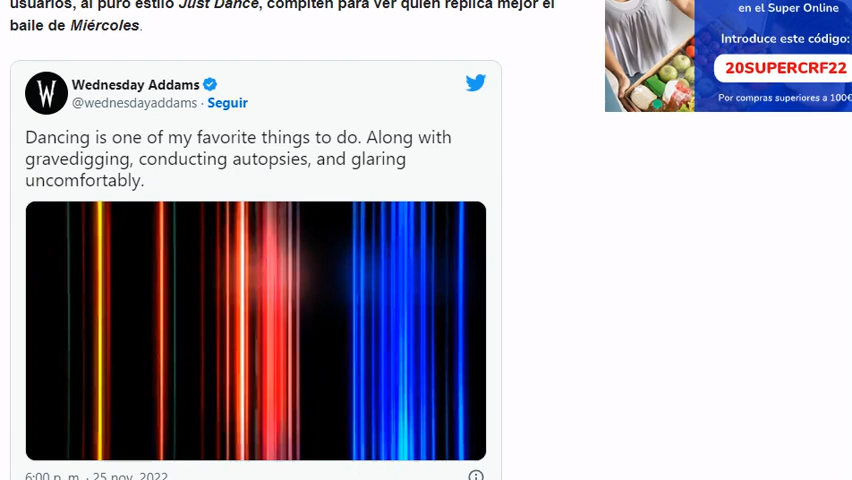 usuarios, al puro estilo Just Dance, compiten para ver quién replica mejor el
baile de Miércoles.
W
Wednesday Addams
@wednesdayaddams · Seguir
Dancing is one of my favorite things to do. Along with
gravedigging, conducting autopsies, and glaring
uncomfortably.
6:00 p. m. · 25 nov. 2022
en el Super Online
Introduce este código:
20SUPERCRF22
Por compras superiores a 100€